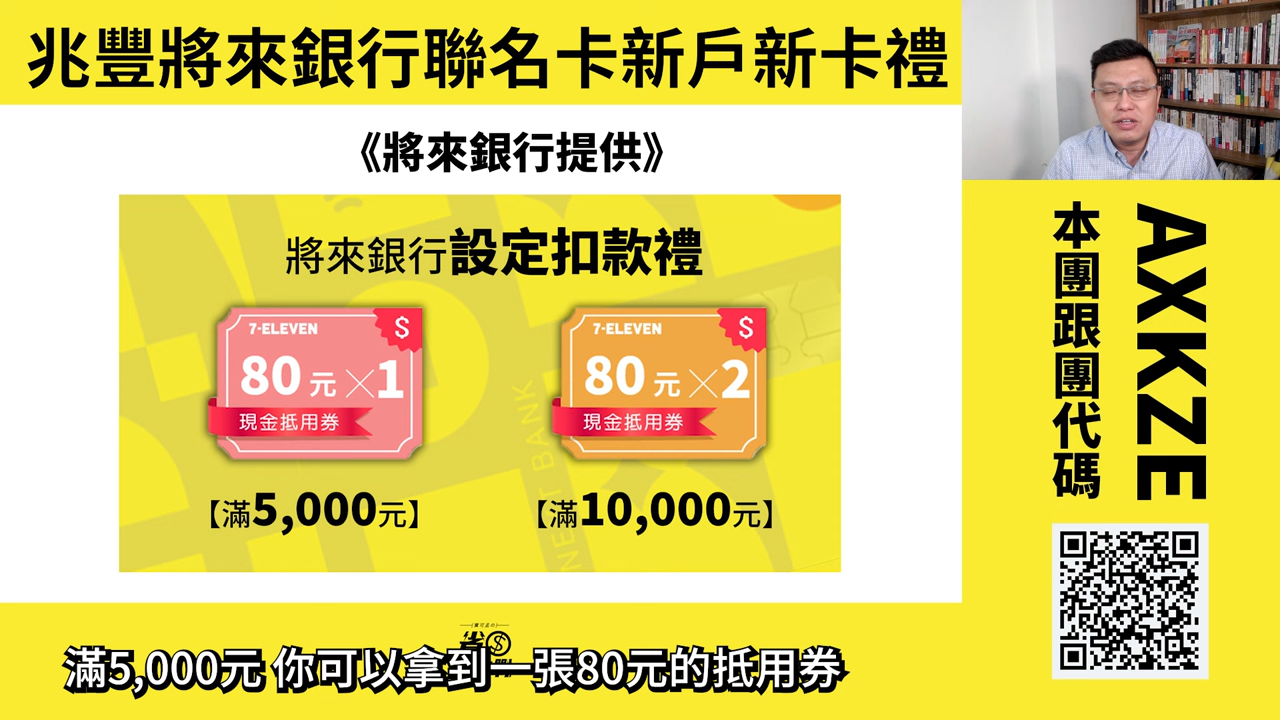 兆豐將來銀行聯名卡新戶新卡禮
《將來銀行提供》
將來銀行設定扣款禮
7-ELEVEN
$
80元×1
現金抵用券
【滿5,000元】
7-ELEVEN
$
80元×2
現金抵用券
【滿10,000元】
NEXT BANK
AXKZE
本團跟團代碼
滿5,000元 你可以拿到一張80元的抵用券